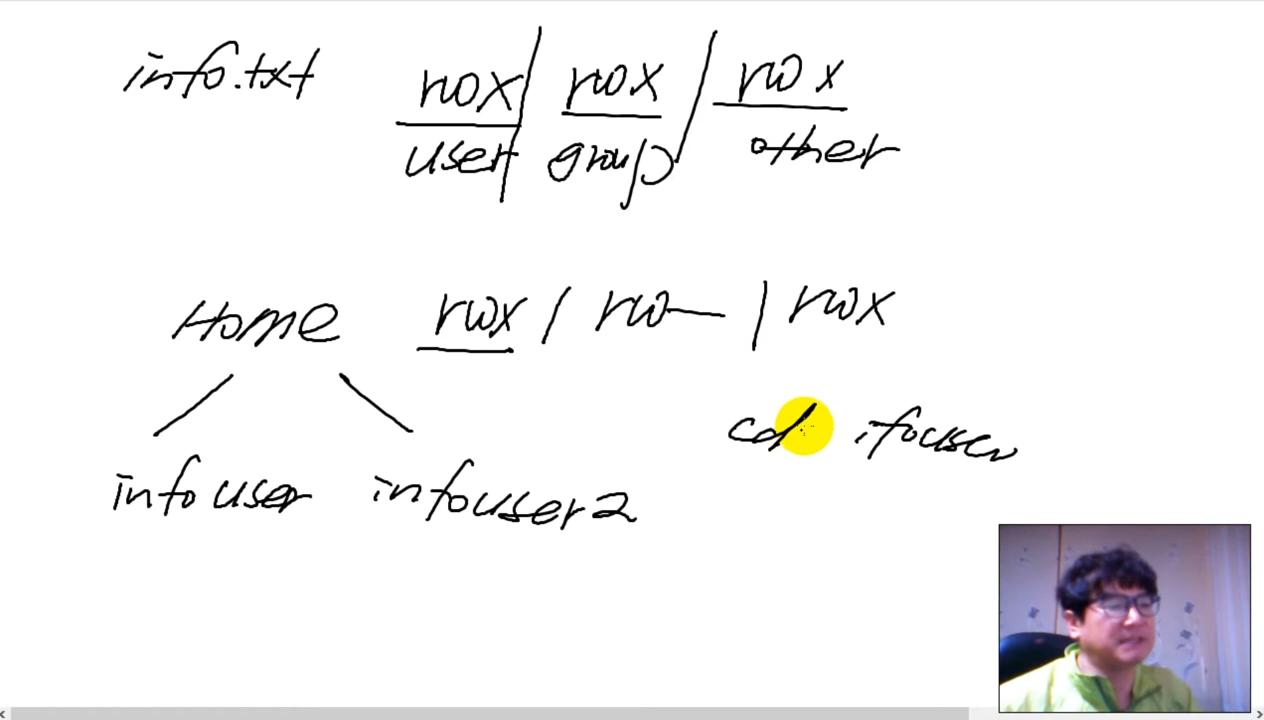 info.txt rwx / rwx / rwx
user group other
Home rwx / rw- / rwx
cd ifouser
infouser infouser2